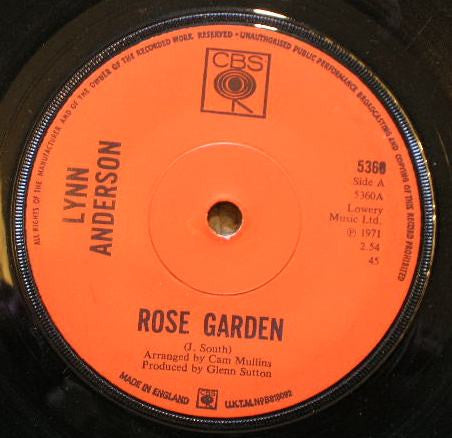 ALL RIGHTS OF THE MANUFACTURER AND OF THE OWNER OF THE RECORDED WORK RESERVED · UNAUTHORISED PUBLIC PERFORMANCE BROADCASTING AND COPYING OF THIS RECORD PROHIBITED
CBS
LYNN
ANDERSON
5360
Side A
5360A
Lowery
Music Ltd.
℗ 1971
2.54
45
ROSE GARDEN
(J. South)
Arranged by Cam Mullins
Produced by Glenn Sutton
MADE IN ENGLAND CBS U.K.T.M.Nº